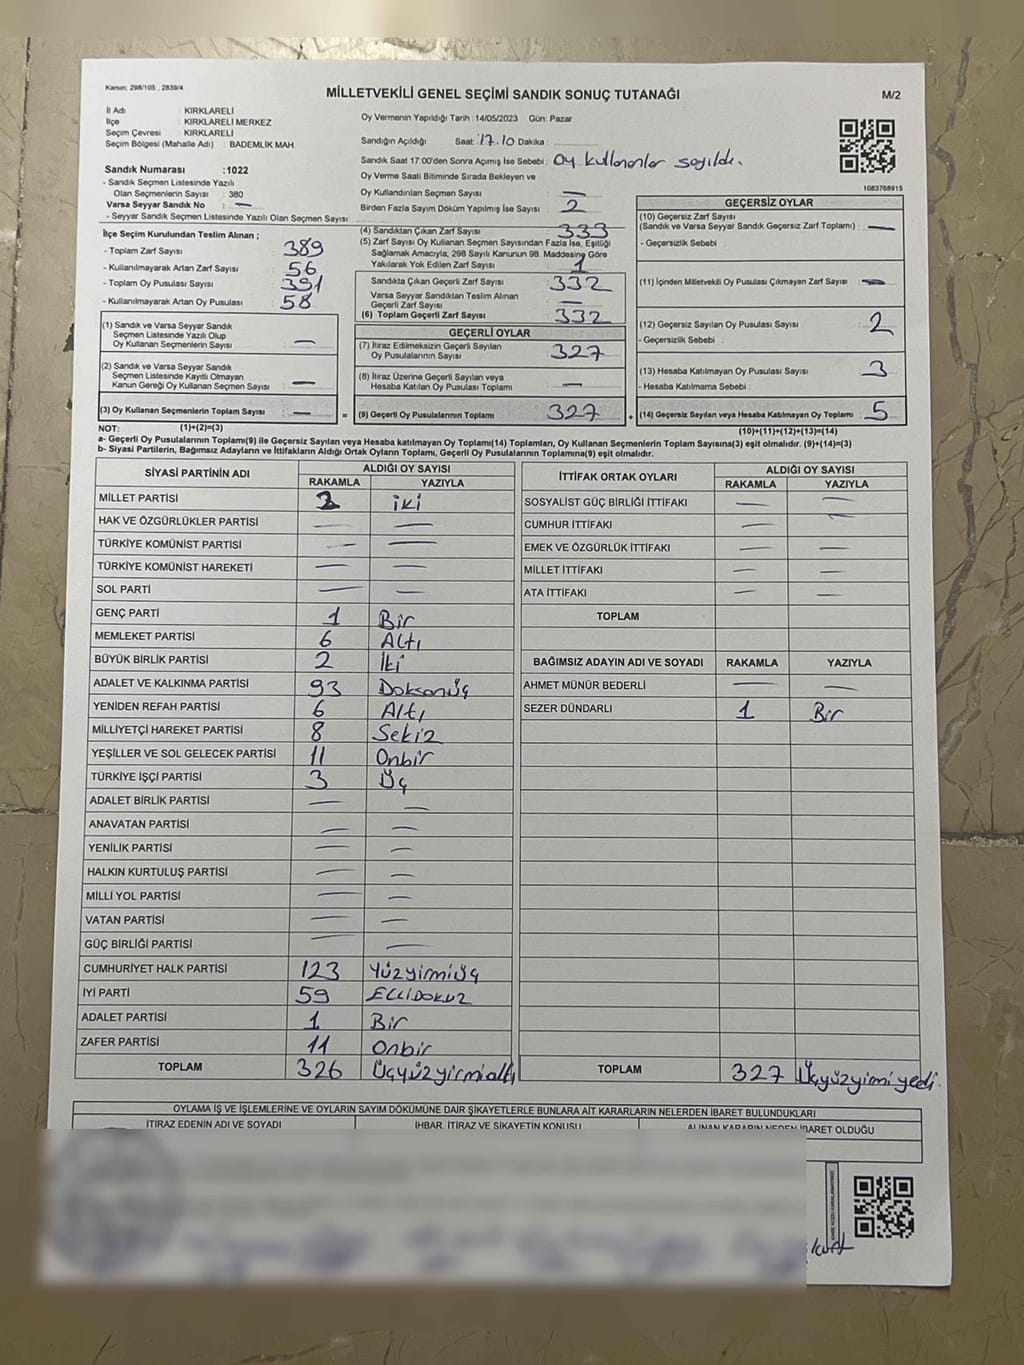 Kanun; 298/105 , 2839/4
MİLLETVEKİLİ GENEL SEÇİMİ SANDIK SONUÇ TUTANAĞI
M/2
İl Adı : KIRKLARELİ
İlçe : KIRKLARELİ MERKEZ
Seçim Çevresi : KIRKLARELİ
Seçim Bölgesi (Mahalle Adı) : BADEMLİK MAH.
Sandık Numarası :1022
- Sandık Seçmen Listesinde Yazılı
Olan Seçmenlerin Sayısı : 380
Varsa Seyyar Sandık No : —
- Seyyar Sandık Seçmen Listesinde Yazılı Olan Seçmen Sayısı:
Oy Vermenin Yapıldığı Tarih : 14/05/2023 Gün: Pazar
Sandığın Açıldığı Saat : 17.10 Dakika :
Sandık Saat 17:00'den Sonra Açımış İse Sebebi : Oy kullananlar sayıldı.
Oy Verme Saati Bitiminde Sırada Bekleyen ve
Oy Kullandırılan Seçmen Sayısı : —
Birden Fazla Sayım Döküm Yapılmış İse Sayısı : 2
1083768915
İlçe Seçim Kurulundan Teslim Alınan ;
- Toplam Zarf Sayısı : 389
- Kullanılmayarak Artan Zarf Sayısı : 56
- Toplam Oy Pusulası Sayısı : 391
- Kullanılmayarak Artan Oy Pusulası : 58
(4) Sandıktan Çıkan Zarf Sayısı : 333
(5) Zarf Sayısı Oy Kullanan Seçmen Sayısından Fazla İse, Eşitliği
Sağlamak Amacıyla; 298 Sayılı Kanunun 98. Maddesine Göre
Yakılarak Yok Edilen Zarf Sayısı : 1
Sandıkta Çıkan Geçerli Zarf Sayısı : 332
Varsa Seyyar Sandıktan Teslim Alınan
Geçerli Zarf Sayısı : —
(6) Toplam Geçerli Zarf Sayısı : 332
GEÇERSİZ OYLAR
(10) Geçersiz Zarf Sayısı
(Sandık ve Varsa Seyyar Sandık Geçersiz Zarf Toplamı) : —
- Geçersizlik Sebebi :
(11) İçinden Milletvekili Oy Pusulası Çıkmayan Zarf Sayısı : —
(12) Geçersiz Sayılan Oy Pusulası Sayısı : 2
- Geçersizlik Sebebi :
(13) Hesaba Katılmayan Oy Pusulası Sayısı : 3
- Hesaba Katılmama Sebebi :
(14) Geçersiz Sayılan veya Hesaba Katılmayan Oy Toplamı : 5
(1) Sandık ve Varsa Seyyar Sandık
Seçmen Listesinde Yazılı Olup
Oy Kullanan Seçmenlerin Sayısı : —
(2) Sandık ve Varsa Seyyar Sandık
Seçmen Listesinde Kayıtlı Olmayan
Kanun Gereği Oy Kullanan Seçmen Sayısı : —
(3) Oy Kullanan Seçmenlerin Toplam Sayısı : — =
GEÇERLİ OYLAR
(7) İtiraz Edilmeksizin Geçerli Sayılan
Oy Pusulalarının Sayısı : 327
(8) İtiraz Üzerine Geçerli Sayılan veya
Hesaba Katılan Oy Pusulası Toplamı : —
(9) Geçerli Oy Pusulalarının Toplamı : 327 +
NOT: (1)+(2)=(3)
(10)+(11)+(12)+(13)=(14)
a- Geçerli Oy Pusulalarının Toplamı(9) ile Geçersiz Sayılan veya Hesaba katılmayan Oy Toplamı(14) Toplamları, Oy Kullanan Seçmenlerin Toplam Sayısına(3) eşit olmalıdır. (9)+(14)=(3)
b- Siyasi Partilerin, Bağımsız Adayların ve İttifakların Aldığı Ortak Oyların Toplamı, Geçerli Oy Pusulalarının Toplamına(9) eşit olmalıdır.
SİYASİ PARTİNİN ADI
ALDIĞI OY SAYISI
RAKAMLA YAZIYLA
MİLLET PARTİSİ 2 iki
HAK VE ÖZGÜRLÜKLER PARTİSİ — —
TÜRKİYE KOMÜNİST PARTİSİ — —
TÜRKİYE KOMÜNİST HAREKETİ — —
SOL PARTİ — —
GENÇ PARTİ 1 Bir
MEMLEKET PARTİSİ 6 Altı
BÜYÜK BİRLİK PARTİSİ 2 İki
ADALET VE KALKINMA PARTİSİ 93 Doksanüç
YENİDEN REFAH PARTİSİ 6 Altı
MİLLİYETÇİ HAREKET PARTİSİ 8 Sekiz
YEŞİLLER VE SOL GELECEK PARTİSİ 11 Onbir
TÜRKİYE İŞÇİ PARTİSİ 3 Üç
ADALET BİRLİK PARTİSİ — —
ANAVATAN PARTİSİ — —
YENİLİK PARTİSİ — —
HALKIN KURTULUŞ PARTİSİ — —
MİLLİ YOL PARTİSİ — —
VATAN PARTİSİ — —
GÜÇ BİRLİĞİ PARTİSİ — —
CUMHURİYET HALK PARTİSİ 123 Yüzyirmiüç
İYİ PARTİ 59 ELLİDOKUZ
ADALET PARTİSİ 1 Bir
ZAFER PARTİSİ 11 Onbir
TOPLAM 326 Üçyüzyirmialtı
İTTİFAK ORTAK OYLARI
ALDIĞI OY SAYISI
RAKAMLA YAZIYLA
SOSYALİST GÜÇ BİRLİĞİ İTTİFAKI — —
CUMHUR İTTİFAKI — —
EMEK VE ÖZGÜRLÜK İTTİFAKI — —
MİLLET İTTİFAKI — —
ATA İTTİFAKI — —
TOPLAM
BAĞIMSIZ ADAYIN ADI VE SOYADI RAKAMLA YAZIYLA
AHMET MÜNÜR BEDERLİ — —
SEZER DÜNDARLI 1 Bir
TOPLAM 327 Üçyüzyimi yedi.
OYLAMA İŞ VE İŞLEMLERİNE VE OYLARIN SAYIM DÖKÜMÜNE DAİR ŞİKAYETLERLE BUNLARA AİT KARARLARIN NELERDEN İBARET BULUNDUKLARI
İTİRAZ EDENİN ADI VE SOYADI
İHBAR, İTİRAZ VE ŞİKAYETİN KONUSU
ALINAN KARARIN NEDEN İBARET OLDUĞU